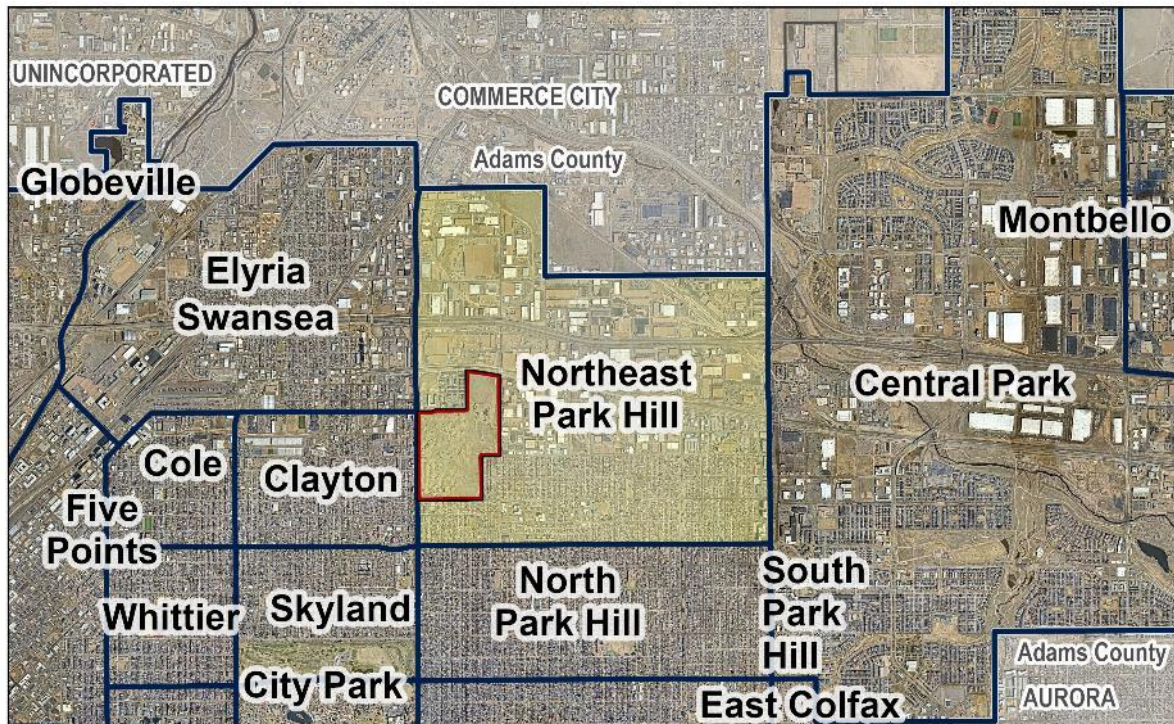 UNINCORPORATED
COMMERCE CITY
Adams County
Globeville
Montbello
Elyria
Swansea
Northeast
Park Hill
Central Park
Cole
Clayton
Five
Points
Whittier
Skyland
North
Park Hill
South
Park
Hill
City Park
East Colfax
Adams County
AURORA